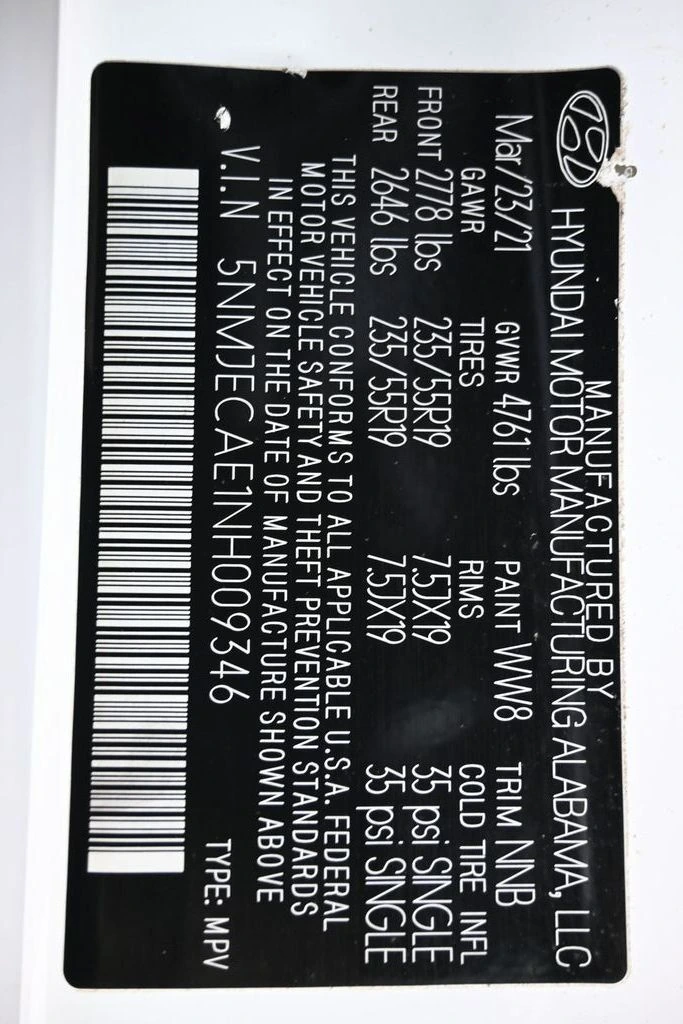 MANUFACTURED BY
HYUNDAI MOTOR MANUFACTURING ALABAMA, LLC
Mar/23/21 GVWR 4761 lbs PAINT WW8 TRIM NNB
GAWR TIRES RIMS COLD TIRE INFL
FRONT 2778 lbs 235/55R19 7.5JX19 35 psi SINGLE
REAR 2646 lbs 235/55R19 7.5JX19 35 psi SINGLE
THIS VEHICLE CONFORMS TO ALL APPLICABLE U.S.A. FEDERAL
MOTOR VEHICLE SAFETY AND THEFT PREVENTION STANDARDS
IN EFFECT ON THE DATE OF MANUFACTURE SHOWN ABOVE
V.I.N 5NMJECAE1NH009346 TYPE: MPV